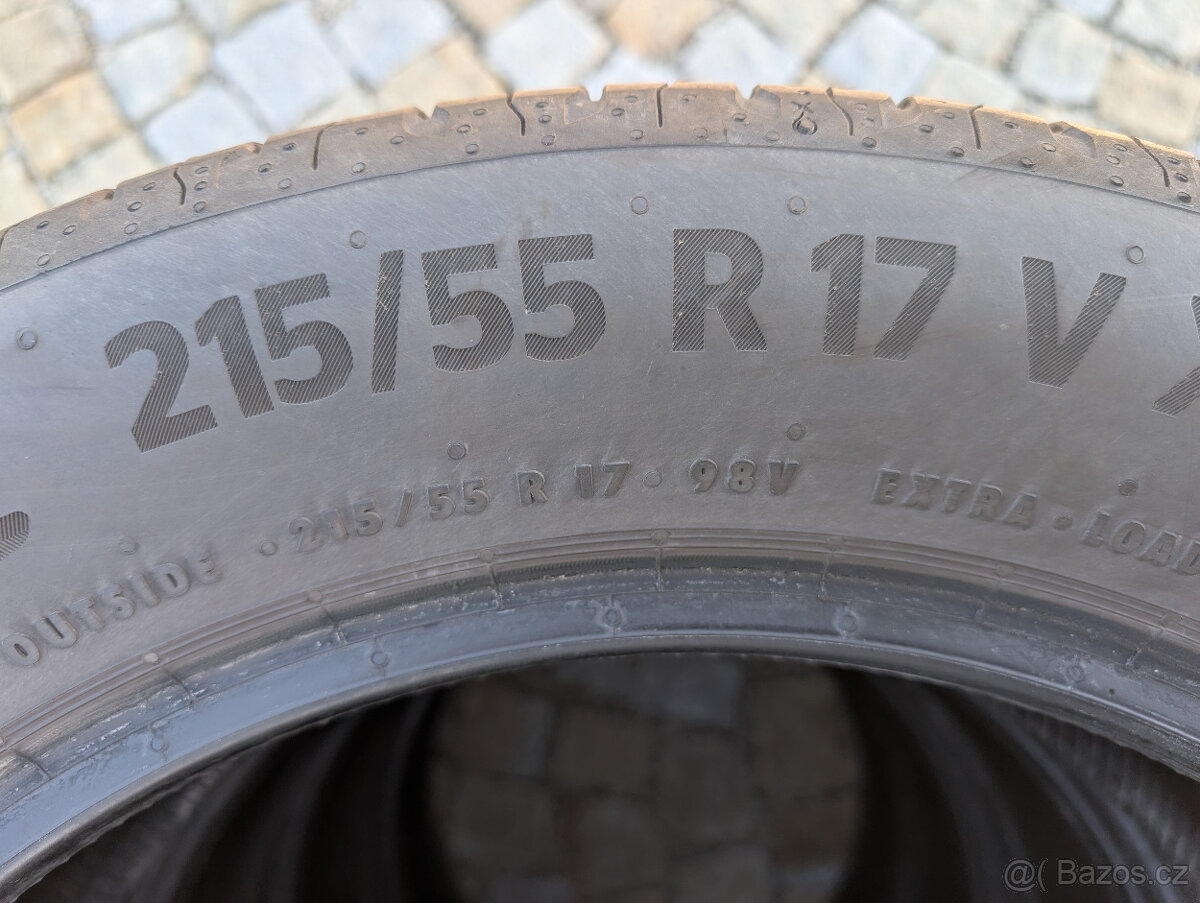 215/55 R 17 V
OUTSIDE · 215/55 R 17 · 98V EXTRA · LOAD
@( Bazos.cz